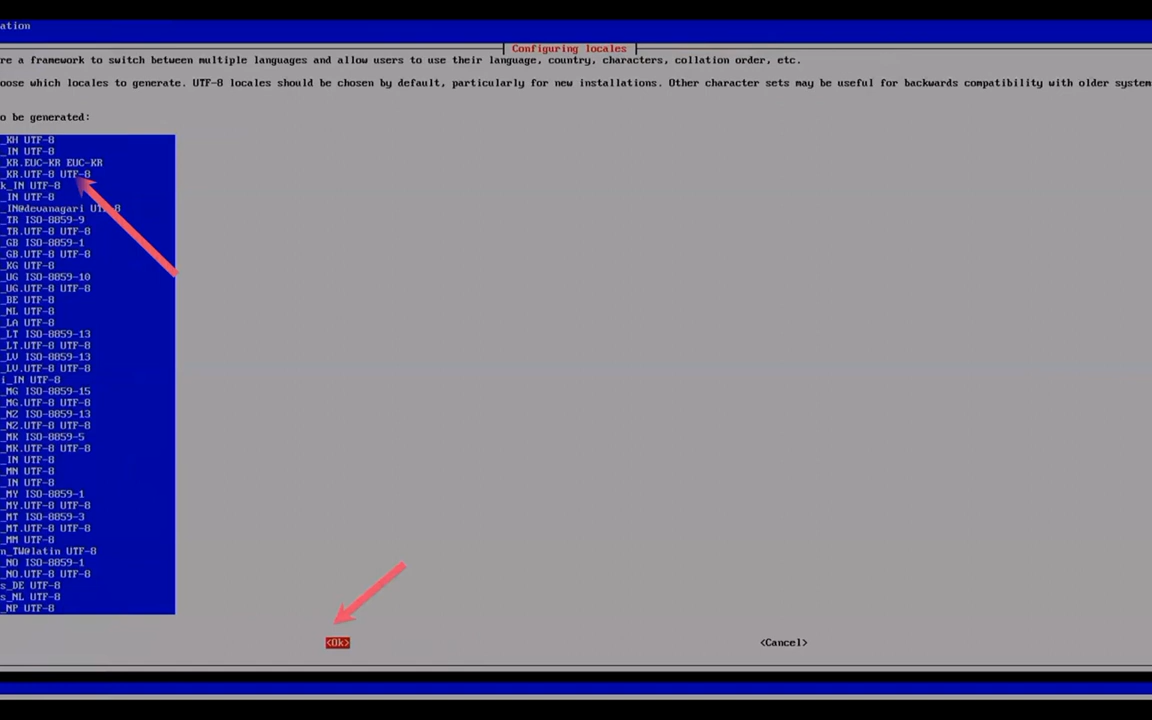 ation
Configuring locales
re a framework to switch between multiple languages and allow users to use their language, country, characters, collation order, etc.
oose which locales to generate. UTF-8 locales should be chosen by default, particularly for new installations. Other character sets may be useful for backwards compatibility with older system
o be generated:
_KH UTF-8
_IN UTF-8
_KR.EUC-KR EUC-KR
_KR.UTF-8 UTF-8
k_IN UTF-8
_IN UTF-8
_IN@devanagari UTF-8
_TR ISO-8859-9
_TR.UTF-8 UTF-8
_GB ISO-8859-1
_GB.UTF-8 UTF-8
_KG UTF-8
_UG ISO-8859-10
_UG.UTF-8 UTF-8
_BE UTF-8
_NL UTF-8
_LA UTF-8
_LT ISO-8859-13
_LT.UTF-8 UTF-8
_LV ISO-8859-13
_LV.UTF-8 UTF-8
i_IN UTF-8
_MG ISO-8859-15
_MG.UTF-8 UTF-8
_NZ ISO-8859-13
_NZ.UTF-8 UTF-8
_MK ISO-8859-5
_MK.UTF-8 UTF-8
_IN UTF-8
_MN UTF-8
_IN UTF-8
_MY ISO-8859-1
_MY.UTF-8 UTF-8
_MT ISO-8859-3
_MT.UTF-8 UTF-8
_MM UTF-8
n_TW@latin UTF-8
_NO ISO-8859-1
_NO.UTF-8 UTF-8
s_DE UTF-8
s_NL UTF-8
_NP UTF-8
<Ok> <Cancel>